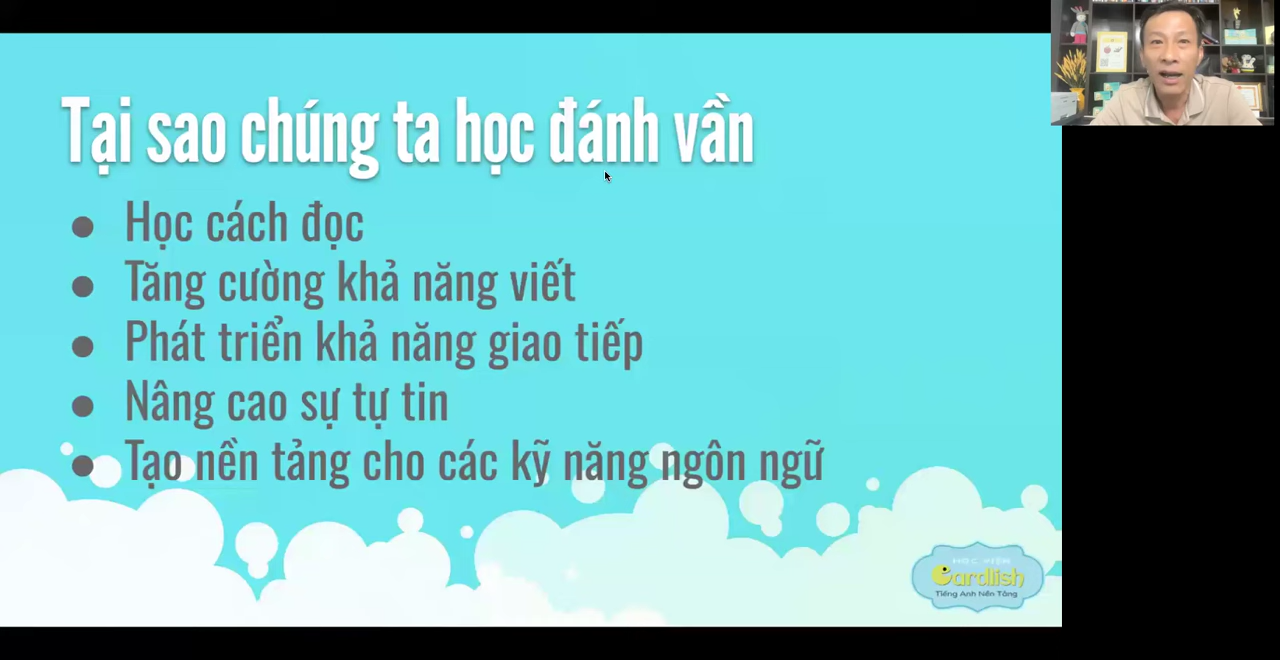 Tại sao chúng ta học đánh vần
● Học cách đọc
● Tăng cường khả năng viết
● Phát triển khả năng giao tiếp
● Nâng cao sự tự tin
● Tạo nền tảng cho các kỹ năng ngôn ngữ
HỌC VIỆN
Cardlish
Tiếng Anh Nền Tảng